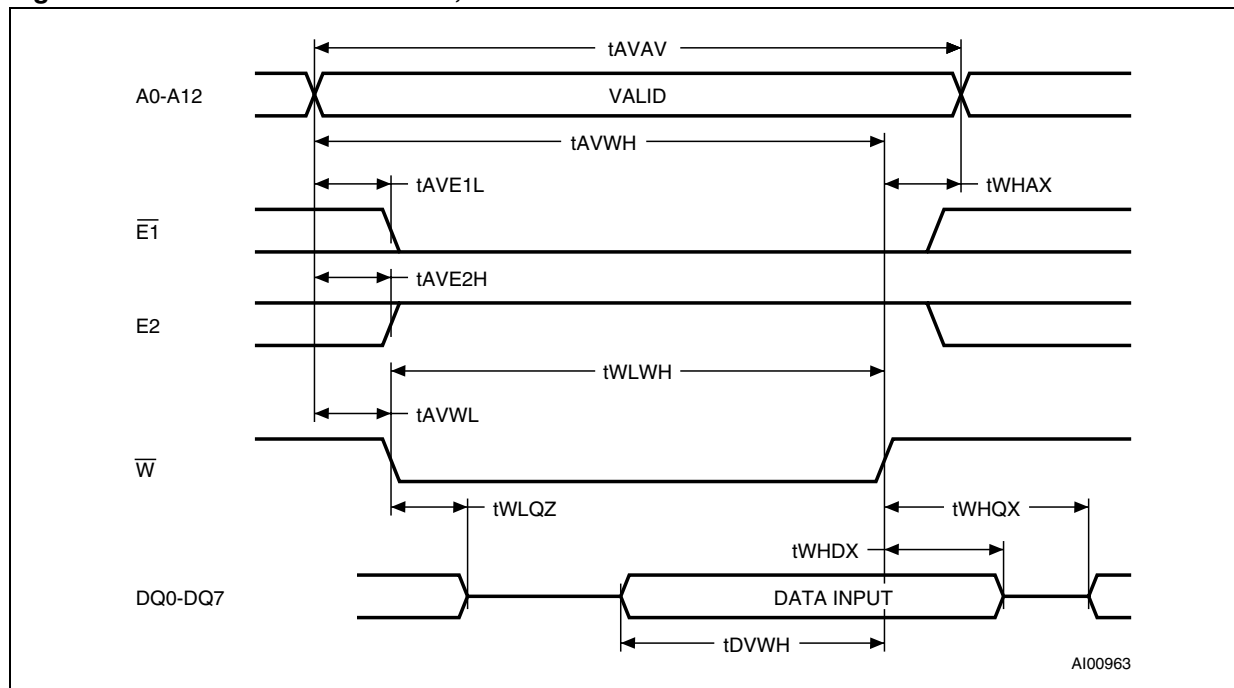 tAVAV
A0-A12
VALID
tAVWH
tAVE1L
tWHAX
E1
tAVE2H
E2
tWLWH
tAVWL
W
tWLQZ
tWHQX
tWHDX
DQ0-DQ7
DATA INPUT
tDVWH
AI00963